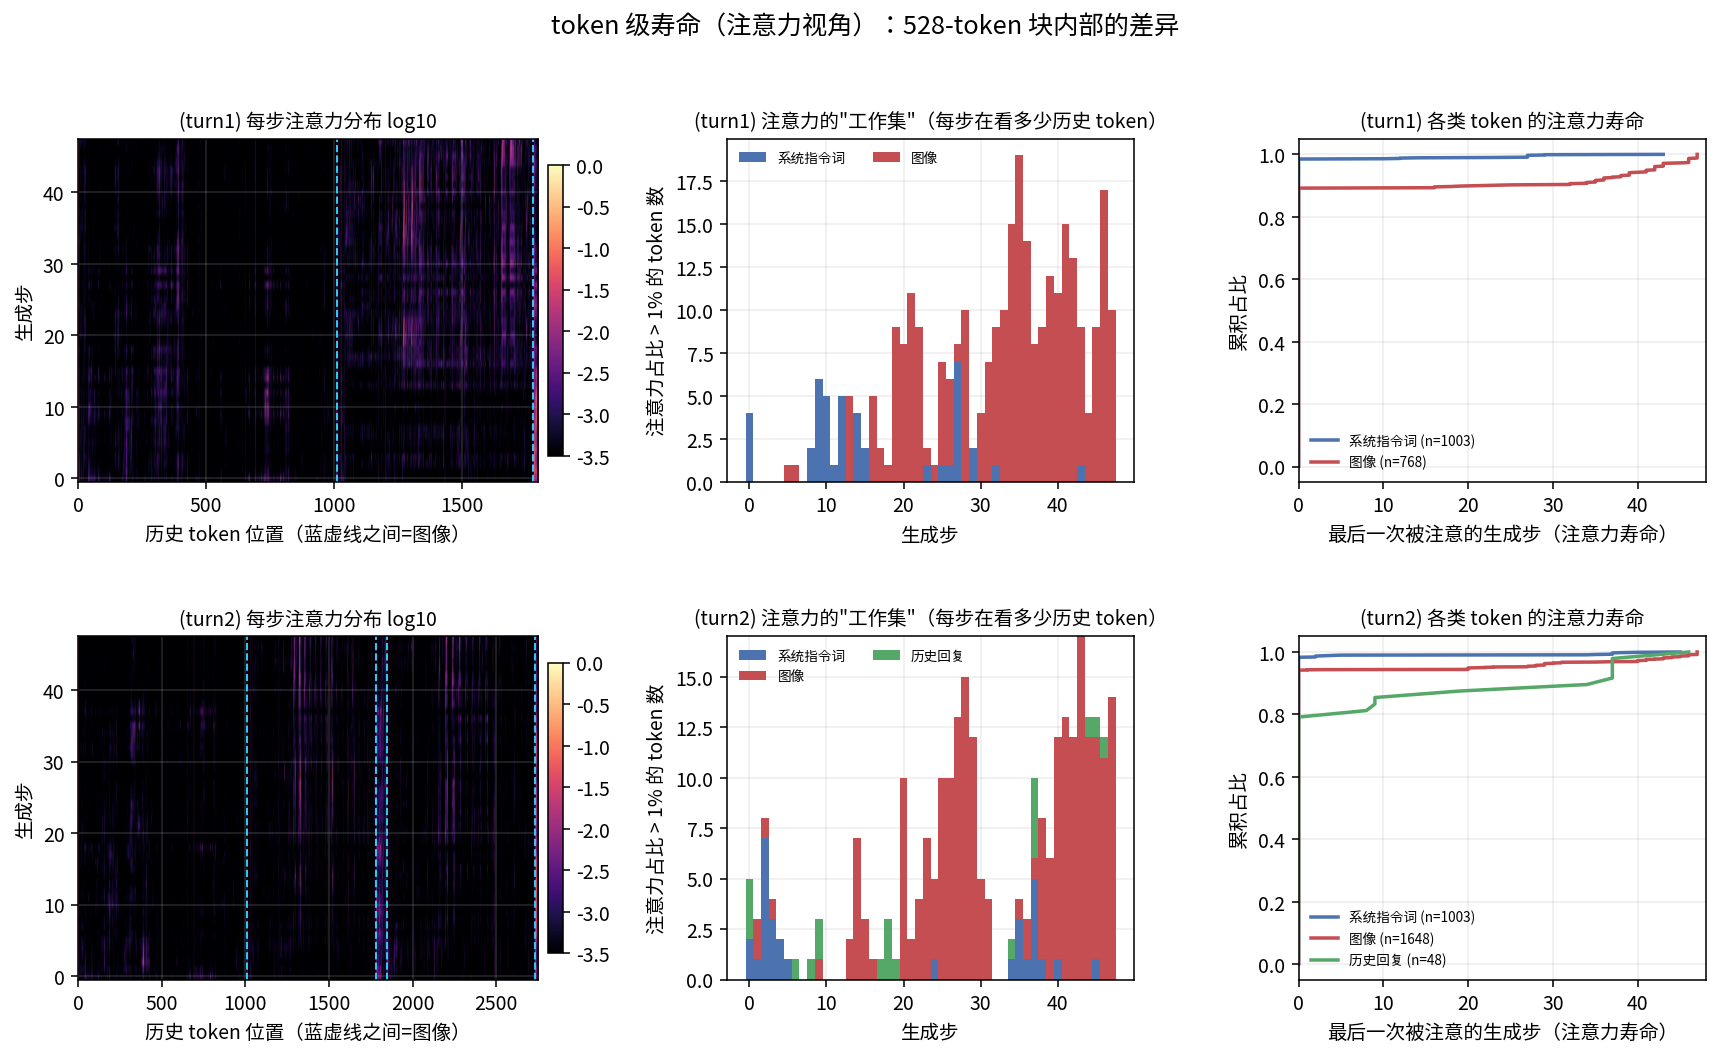 token 级寿命（注意力视角）：528-token 块内部的差异
(turn1) 每步注意力分布 log10
生成步
40
30
20
10
0
0
500
1000
1500
历史 token 位置（蓝虚线之间=图像）
0.0
-0.5
-1.0
-1.5
-2.0
-2.5
-3.0
-3.5
(turn1) 注意力的"工作集"（每步在看多少历史 token）
系统指令词
图像
注意力占比 > 1% 的 token 数
17.5
15.0
12.5
10.0
7.5
5.0
2.5
0.0
0
10
20
30
40
生成步
(turn1) 各类 token 的注意力寿命
累积占比
1.0
0.8
0.6
0.4
0.2
0.0
系统指令词 (n=1003)
图像 (n=768)
0
10
20
30
40
最后一次被注意的生成步（注意力寿命）
(turn2) 每步注意力分布 log10
生成步
40
30
20
10
0
0
500
1000
1500
2000
2500
历史 token 位置（蓝虚线之间=图像）
0.0
-0.5
-1.0
-1.5
-2.0
-2.5
-3.0
-3.5
(turn2) 注意力的"工作集"（每步在看多少历史 token）
系统指令词
图像
历史回复
注意力占比 > 1% 的 token 数
15.0
12.5
10.0
7.5
5.0
2.5
0.0
0
10
20
30
40
生成步
(turn2) 各类 token 的注意力寿命
累积占比
1.0
0.8
0.6
0.4
0.2
0.0
系统指令词 (n=1003)
图像 (n=1648)
历史回复 (n=48)
0
10
20
30
40
最后一次被注意的生成步（注意力寿命）